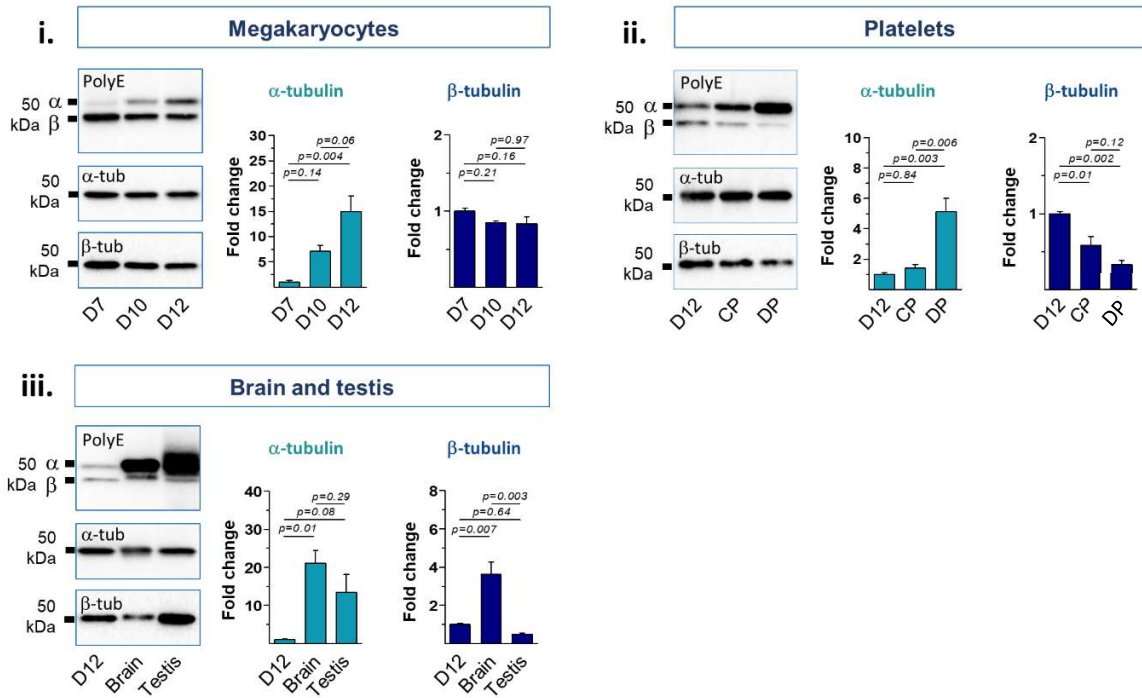 i.
Megakaryocytes
PolyE
50 α
kDa β
α-tub
50
kDa
β-tub
50
kDa
D7 D10 D12
α-tubulin
Fold change
30
25
20
15
10
5
p=0.06
p=0.004
p=0.14
D7 D10 D12
β-tubulin
Fold change
2
1
p=0.97
p=0.16
p=0.21
D7 D10 D12
ii.
Platelets
PolyE
50 α
kDa β
α-tub
50
kDa
β-tub
50
kDa
D12 CP DP
α-tubulin
Fold change
10
8
6
4
2
p=0.006
p=0.003
p=0.84
D12 CP DP
β-tubulin
Fold change
2
1
p=0.12
p=0.002
p=0.01
D12 CP DP
iii.
Brain and testis
PolyE
50 α
kDa β
α-tub
50
kDa
β-tub
50
kDa
D12 Brain Testis
α-tubulin
Fold change
40
30
20
10
p=0.29
p=0.08
p=0.01
D12 Brain Testis
β-tubulin
Fold change
8
6
4
2
p=0.003
p=0.64
p=0.007
D12 Brain Testis